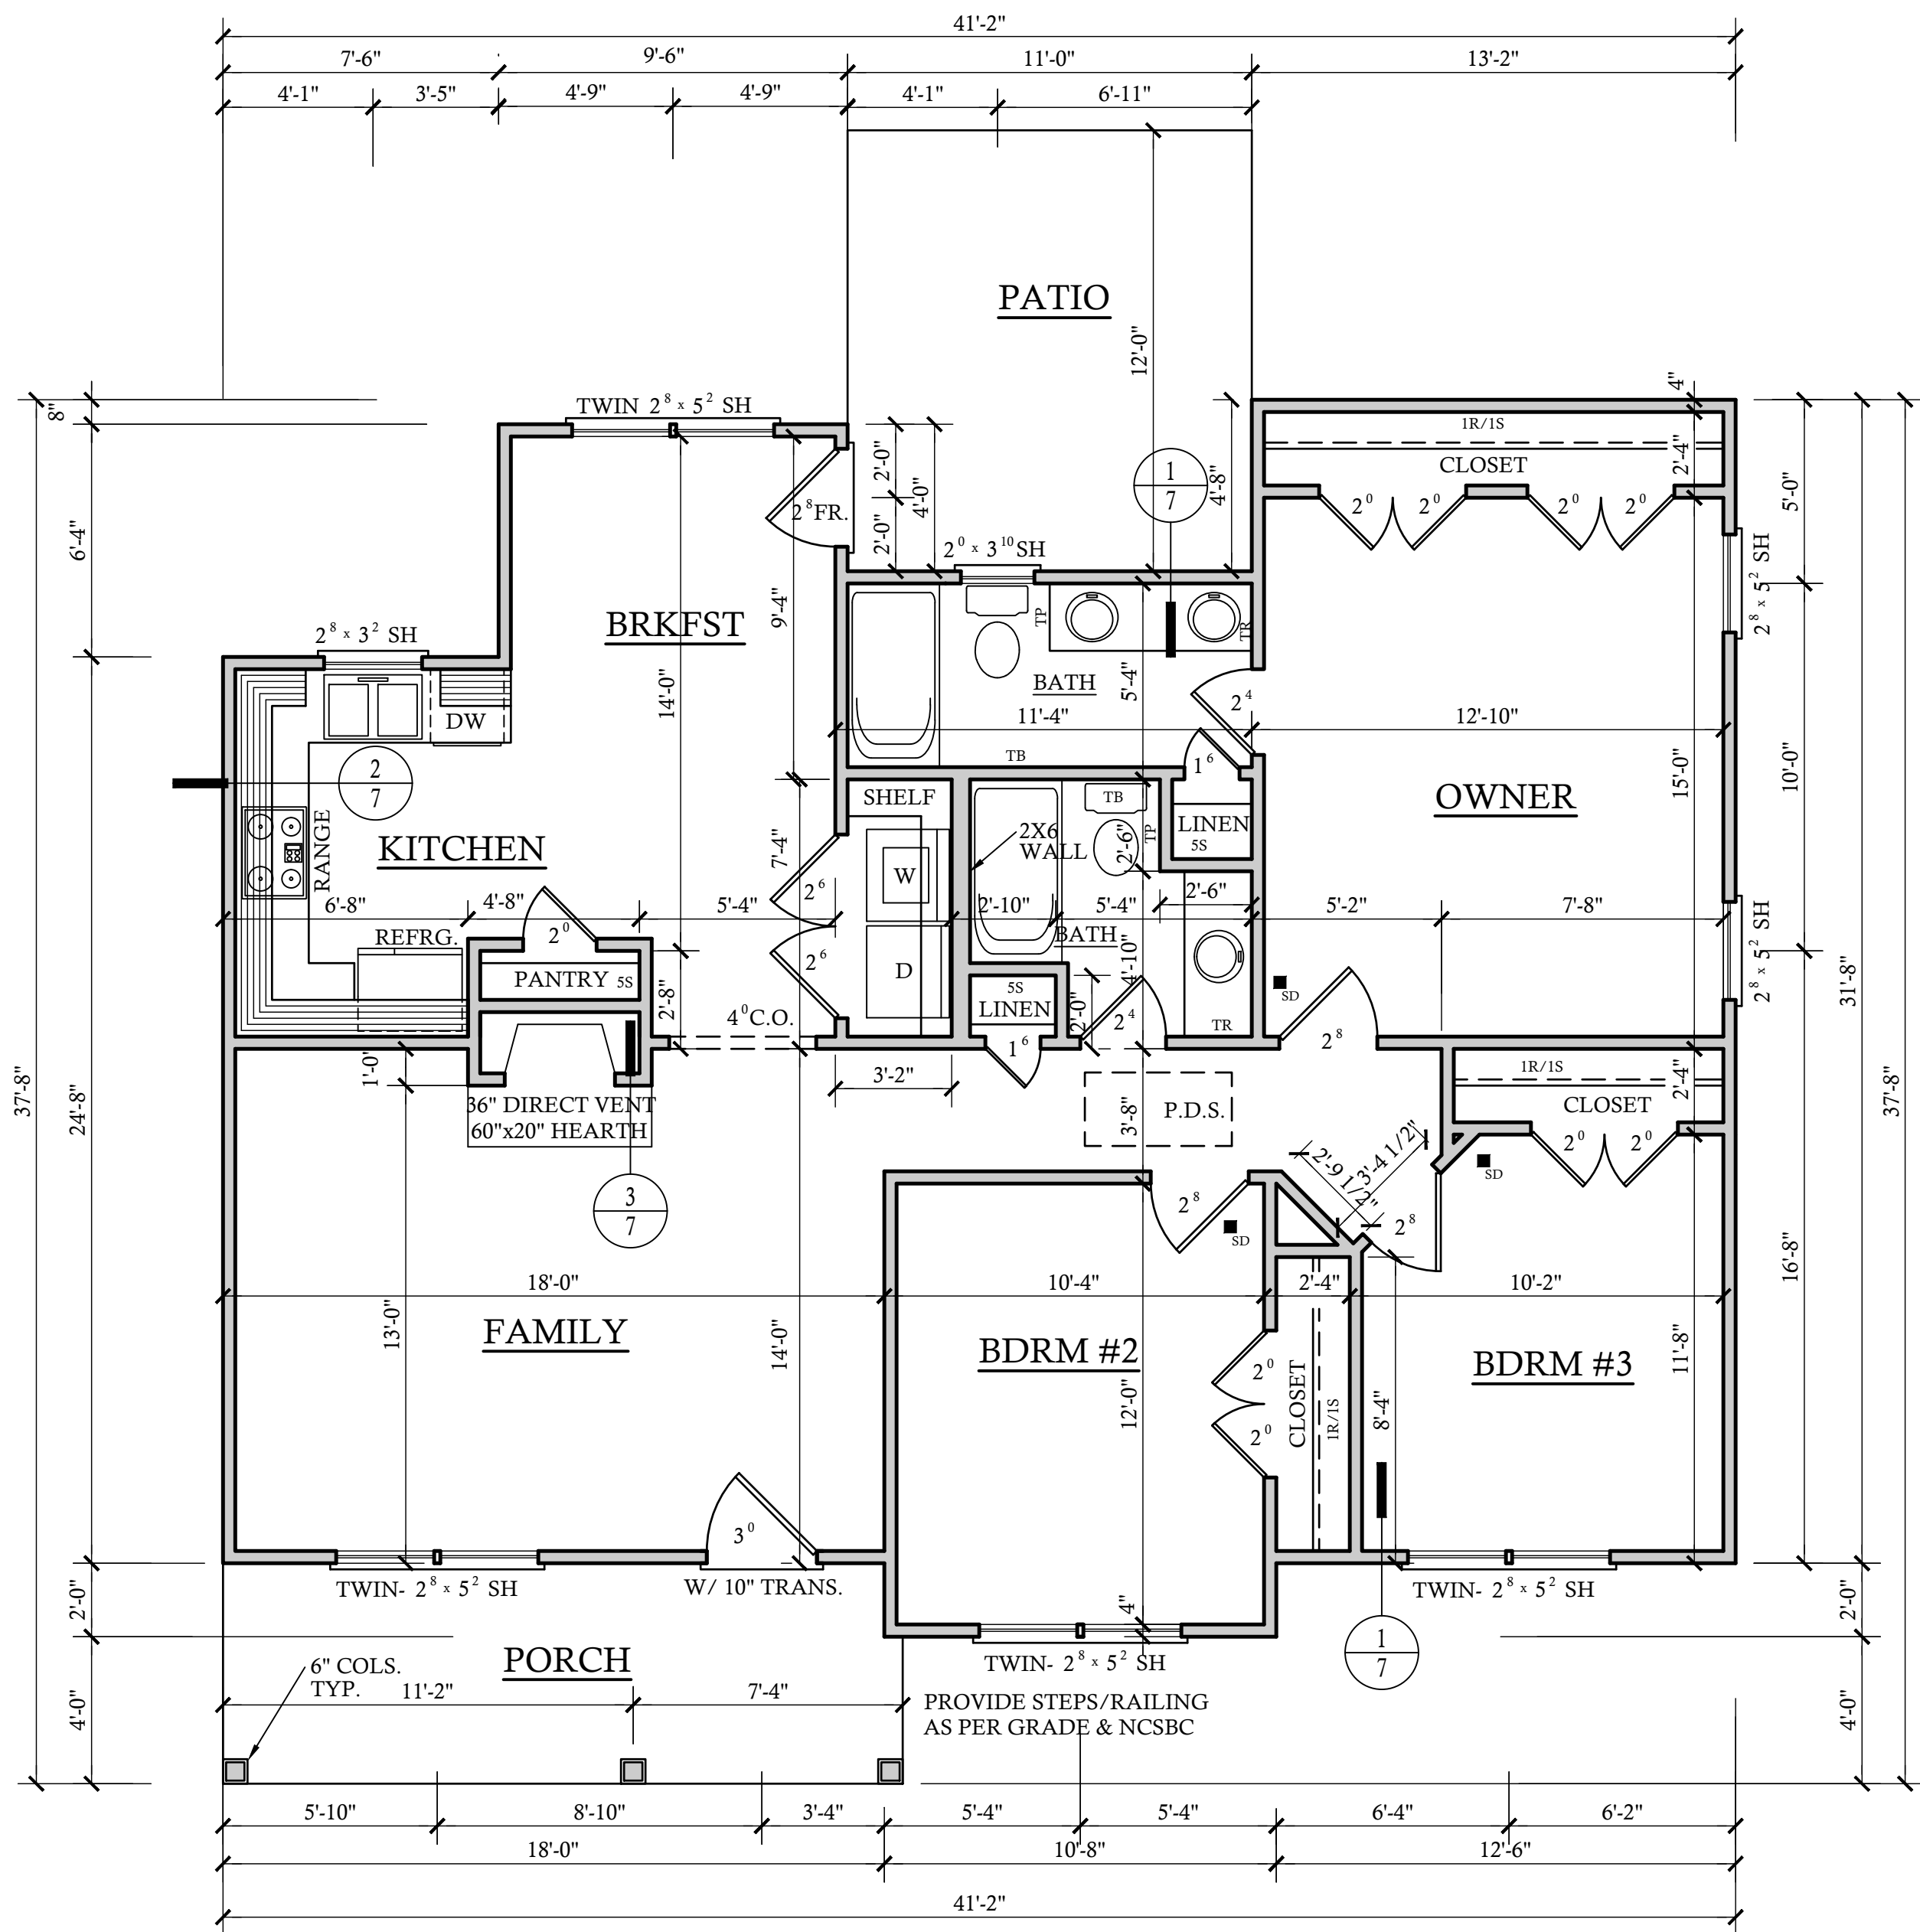 41'-2"
7'-6" 9'-6" 11'-0" 13'-2"
4'-1" 3'-5" 4'-9" 4'-9" 4'-1" 6'-11"
PATIO
12'-0"
8"
TWIN 2⁸ x 5² SH
4"
1R/1S
2'-4"
CLOSET
2⁰ 2⁰ 2⁰ 2⁰
5'-0"
1
7
4'-8"
2'-0"
4'-0"
2'-0"
2⁸FR.
2⁰ x 3¹⁰SH
2⁸ x 5² SH
6'-4"
9'-4"
BRKFST
2⁸ x 3² SH
TP
TR
BATH
5'-4"
2⁴
14'-0"
DW
11'-4"
12'-10"
TB
1⁶
2
7
15'-0"
10'-0"
OWNER
SHELF
TB
LINEN
5S
TP
2X6
WALL
2'-6"
7'-4"
KITCHEN
RANGE
W
2⁶
6'-8" 4'-8" 5'-4" 2'-10" 5'-4" 2'-6" 5'-2" 7'-8"
2⁰
REFRG.
BATH
2⁸ x 5² SH
2⁶
D
4'-10"
PANTRY 5S
5S
LINEN
SD
31'-8"
2'-8"
4⁰C.O.
2'-0"
2⁴
TR
2⁸
1⁶
1'-0"
3'-2"
37'-8"
24'-8"
36" DIRECT VENT
60"x20" HEARTH
3'-8"
P.D.S.
1R/1S
2'-4"
CLOSET
37'-8"
2⁰ 2⁰
2'-9 1/2"
3'-4 1/2"
SD
3
7
2⁸
SD
2⁸
16'-8"
18'-0" 10'-4" 2'-4" 10'-2"
13'-0"
FAMILY
14'-0"
BDRM #2
12'-0"
2⁰
2⁰
CLOSET
1R/1S
8'-4"
BDRM #3
11'-8"
3⁰
TWIN- 2⁸ x 5² SH
W/ 10" TRANS.
TWIN- 2⁸ x 5² SH
2'-0"
4"
2'-0"
PORCH
TWIN- 2⁸ x 5² SH
1
7
6" COLS.
TYP.
11'-2" 7'-4"
PROVIDE STEPS/RAILING
AS PER GRADE & NCSBC
4'-0"
4'-0"
5'-10" 8'-10" 3'-4" 5'-4" 5'-4" 6'-4" 6'-2"
18'-0" 10'-8" 12'-6"
41'-2"